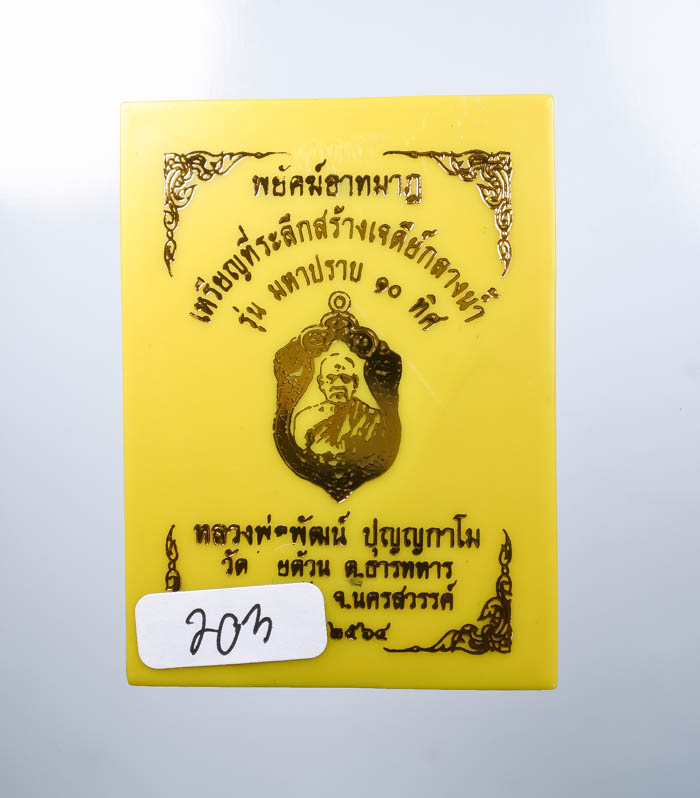 พยัคฆ์ฮาทมาฎ
เหรียญที่ระลึกสร้างเจดีย์กลางน้ำ
รุ่น มหาปราบ ๑๐ ทิศ
หลวงพ่อพัฒน์ ปุญญกาโม
วัด ยด้วน ต.ธารทหาร
จ.นครสวรรค์
๒๕๖๔
203